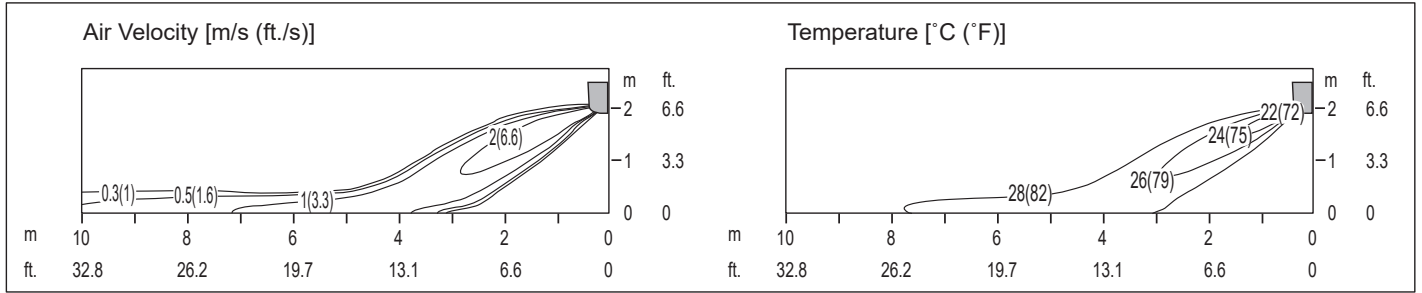 Air Velocity [m/s (ft./s)]
m ft.
2 6.6
1 3.3
0 0
2(6.6)
0.3(1) 0.5(1.6) 1(3.3)
m 10 8 6 4 2 0
ft. 32.8 26.2 19.7 13.1 6.6 0
Temperature [˚C (˚F)]
m ft.
2 6.6
1 3.3
0 0
22(72)
24(75)
26(79)
28(82)
m 10 8 6 4 2 0
ft. 32.8 26.2 19.7 13.1 6.6 0